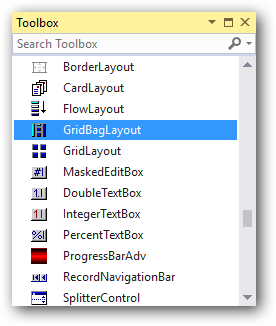 Toolbox
Search Toolbox
BorderLayout
CardLayout
FlowLayout
GridBagLayout
GridLayout
MaskedEditBox
DoubleTextBox
IntegerTextBox
PercentTextBox
ProgressBarAdv
RecordNavigationBar
SplitterControl